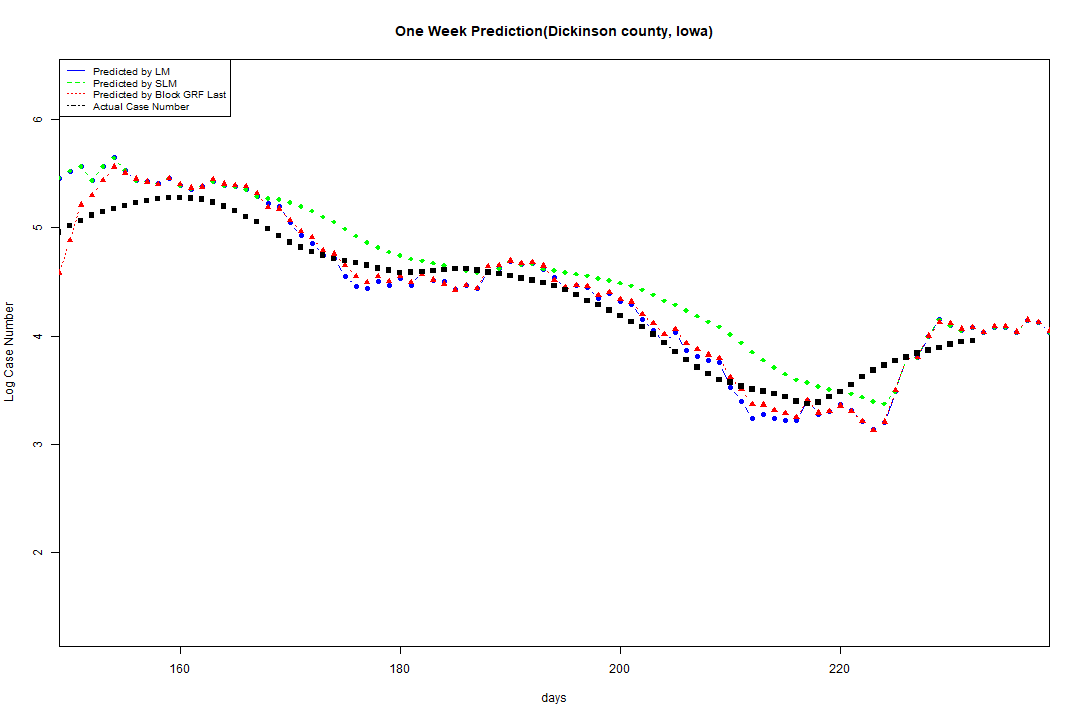 One Week Prediction(Dickinson county, Iowa)
Predicted by LM
Predicted by SLM
Predicted by Block GRF Last
Actual Case Number
6
5
4
3
2
Log Case Number
160 180 200 220
days